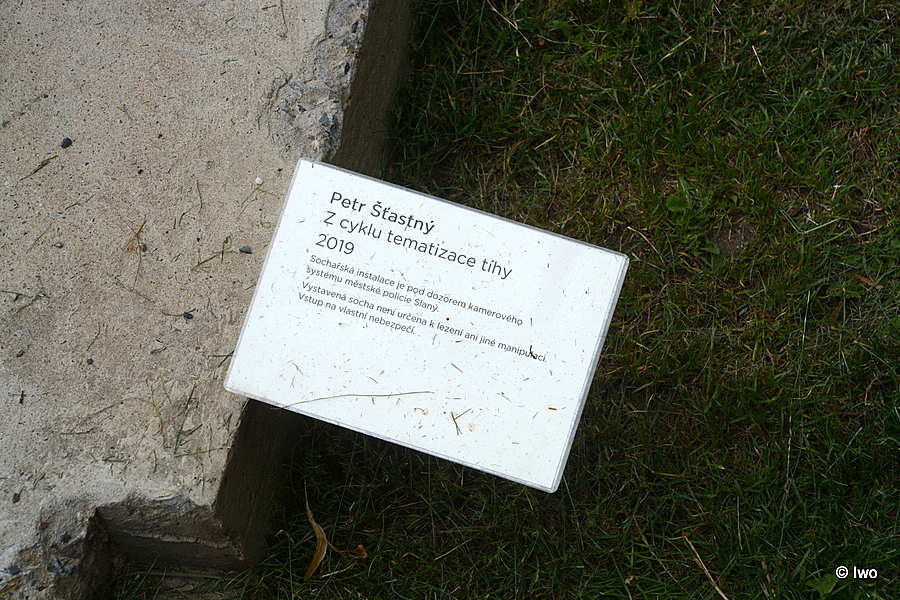 Petr Šťastný
Z cyklu tematizace tíhy
2019
Sochařská instalace je pod dozorem kamerového
systému městské policie Slaný.
Vystavená socha není určena k lezení ani jiné manipulaci.
Vstup na vlastní nebezpečí.
© Iwo